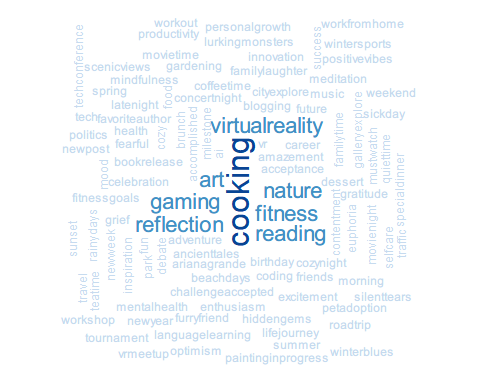 workout
personalgrowth
workfromhome
productivity
lurkingmonsters
success
wintersports
techconference
movietime
innovation
positivevibes
scenicviews
gardening
familylaughter
mindfulness
coffeetime
meditation
spring
food
concertnight
cityexplore
music
weekend
latenight
blogging
future
galleryexplore
sickday
tech
favoriteauthor
brunch
accomplished
milestone
virtualreality
familytime
mustwatch
quiettime
politics
health
cozy
vr
career
newpost
fearful
ai
cooking
amazement
bookrelease
acceptance
mood
celebration
art
nature
dessert
specialdinner
fitnessgoals
gaming
gratitude
grief
reflection
fitness
contentment
euphoria
movienight
sunset
rainydays
newweek
inspiration
park
fun
debate
adventure
reading
selfcare
traffic
ancienttales
arianagrande
birthday
cozynight
travel
teatime
beachdays
coding
friends
morning
challengeaccepted
excitement
silenttears
mentalhealth
enthusiasm
petadoption
workshop
newyear
furryfriend
hiddengems
roadtrip
tournament
languagelearning
lifejourney
summer
vrmeetup
optimism
paintinginprogress
winterblues